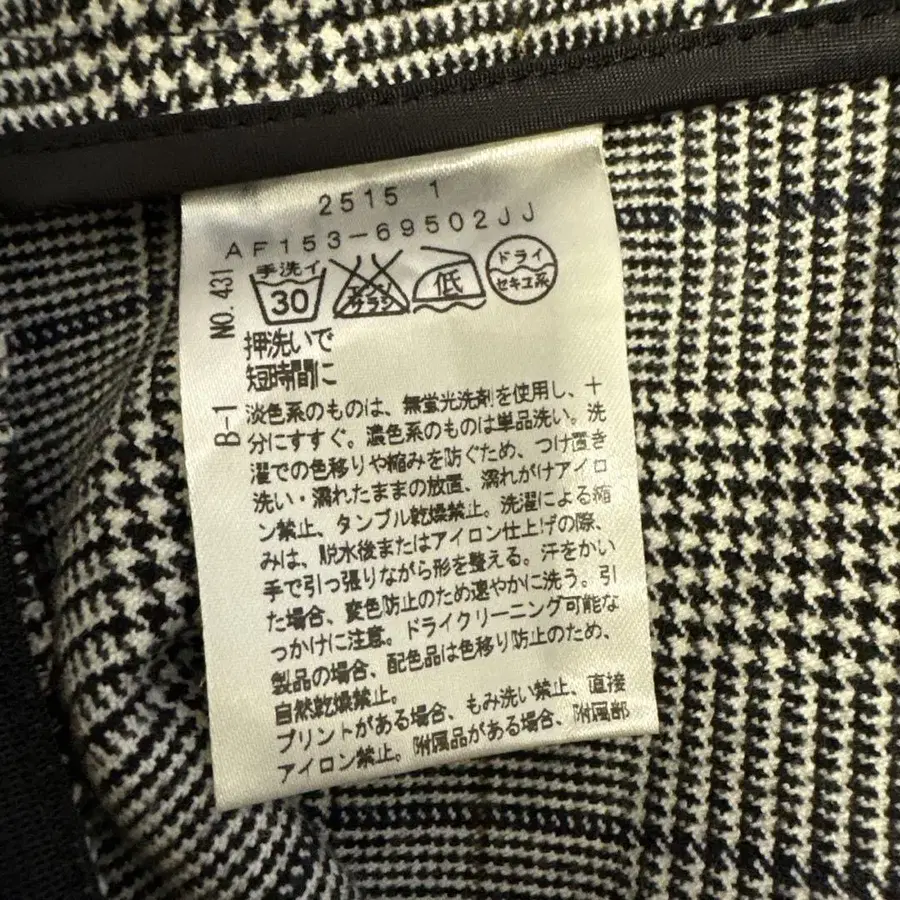 2515 1
AF153-69502JJ
手洗イ
30
エンソ
サラシ
低
ドライ
セキユ系
NO.431
B-1
押洗いで
短時間に
淡色系のものは、無蛍光洗剤を使用し、十
分にすすぐ。濃色系のものは単品洗い。洗
濯での色移りや縮みを防ぐため、つけ置き
洗い・濡れたままの放置、濡れがけアイロ
ン禁止、タンブル乾燥禁止。洗濯による縮
みは、脱水後またはアイロン仕上げの際、
手で引っ張りながら形を整える。汗をかい
た場合、変色防止のため速やかに洗う。引
っかけに注意。ドライクリーニング可能な
製品の場合、配色品は色移り防止のため、
自然乾燥禁止。
プリントがある場合、もみ洗い禁止、直接
アイロン禁止。附属品がある場合、附属部